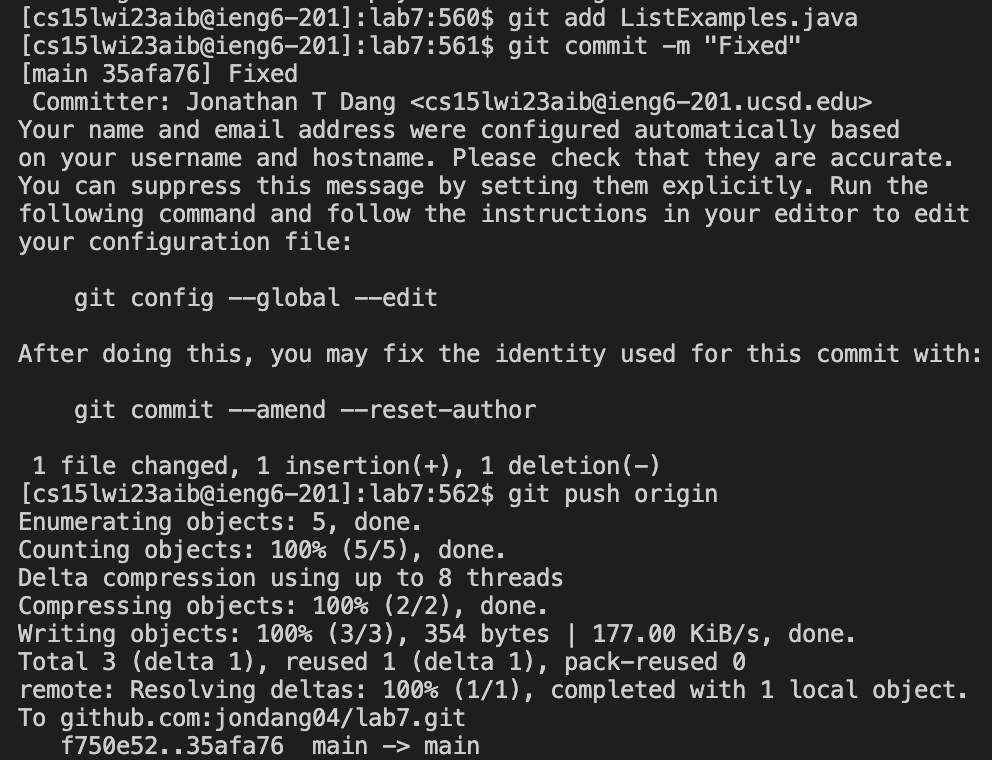 [cs15lwi23aib@ieng6-201]:lab7:560$ git add ListExamples.java
[cs15lwi23aib@ieng6-201]:lab7:561$ git commit -m "Fixed"
[main 35afa76] Fixed
 Committer: Jonathan T Dang <cs15lwi23aib@ieng6-201.ucsd.edu>
Your name and email address were configured automatically based
on your username and hostname. Please check that they are accurate.
You can suppress this message by setting them explicitly. Run the
following command and follow the instructions in your editor to edit
your configuration file:

    git config --global --edit

After doing this, you may fix the identity used for this commit with:

    git commit --amend --reset-author

 1 file changed, 1 insertion(+), 1 deletion(-)
[cs15lwi23aib@ieng6-201]:lab7:562$ git push origin
Enumerating objects: 5, done.
Counting objects: 100% (5/5), done.
Delta compression using up to 8 threads
Compressing objects: 100% (2/2), done.
Writing objects: 100% (3/3), 354 bytes | 177.00 KiB/s, done.
Total 3 (delta 1), reused 1 (delta 1), pack-reused 0
remote: Resolving deltas: 100% (1/1), completed with 1 local object.
To github.com:jondang04/lab7.git
   f750e52..35afa76  main -> main